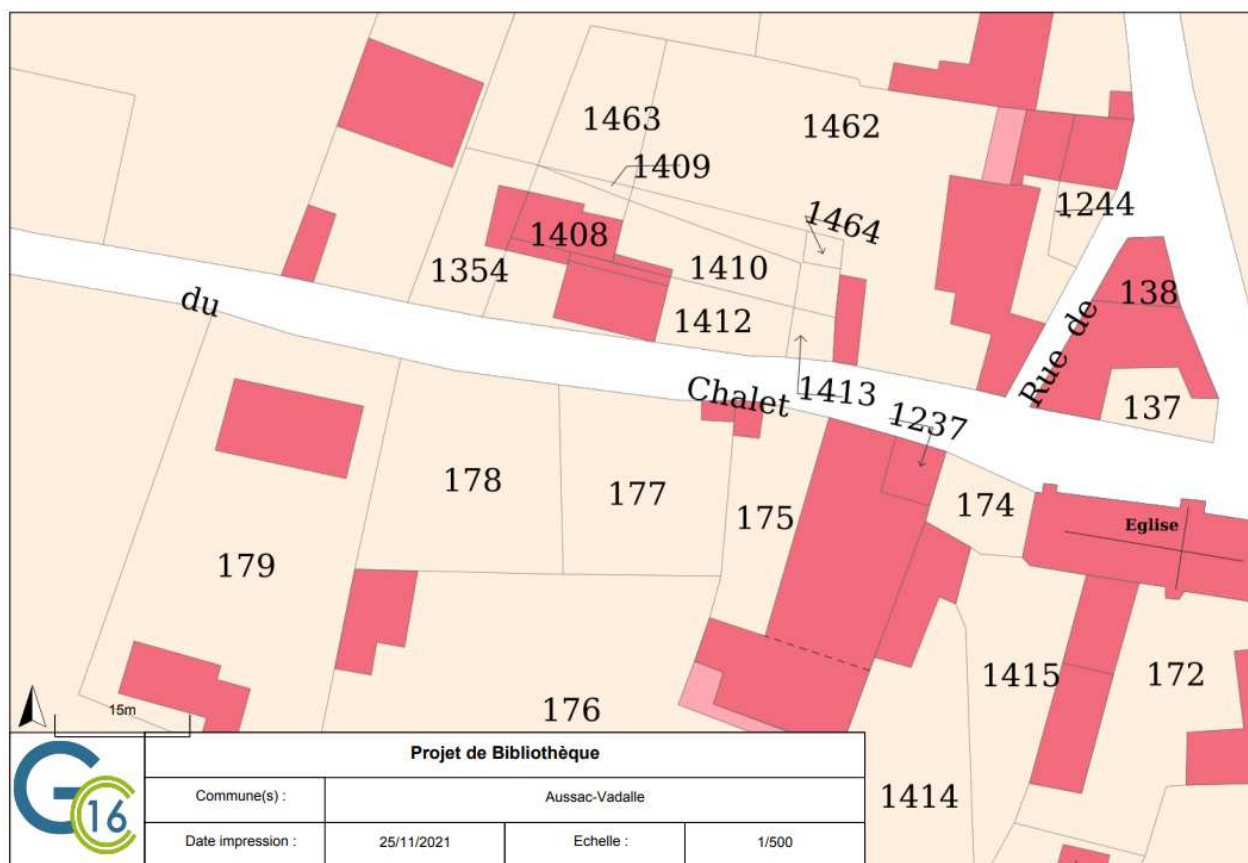 1463
1462
1409
1464
1244
1408
1410
1354
138
du
1412
Rue de
Chalet
1413
137
1237
178
177
175
174
Eglise
179
1415
172
176
15m
1414
GC
16
Projet de Bibliothèque
Commune(s) :
Aussac-Vadalle
Date impression :
25/11/2021
Echelle :
1/500